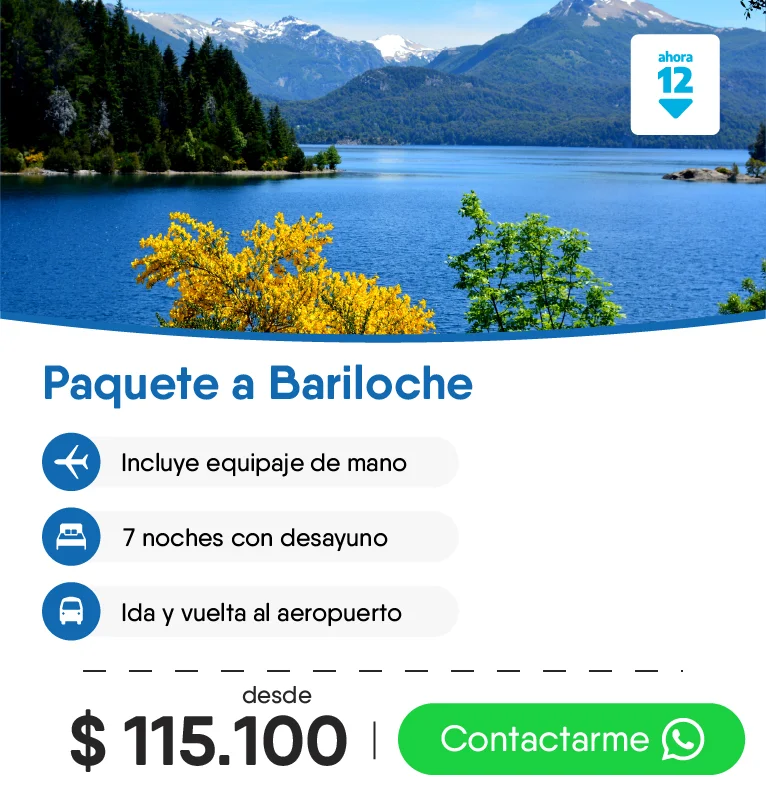 ahora
12
Paquete a Bariloche
Incluye equipaje de mano
7 noches con desayuno
Ida y vuelta al aeropuerto
desde
$ 115.100
Contactarme